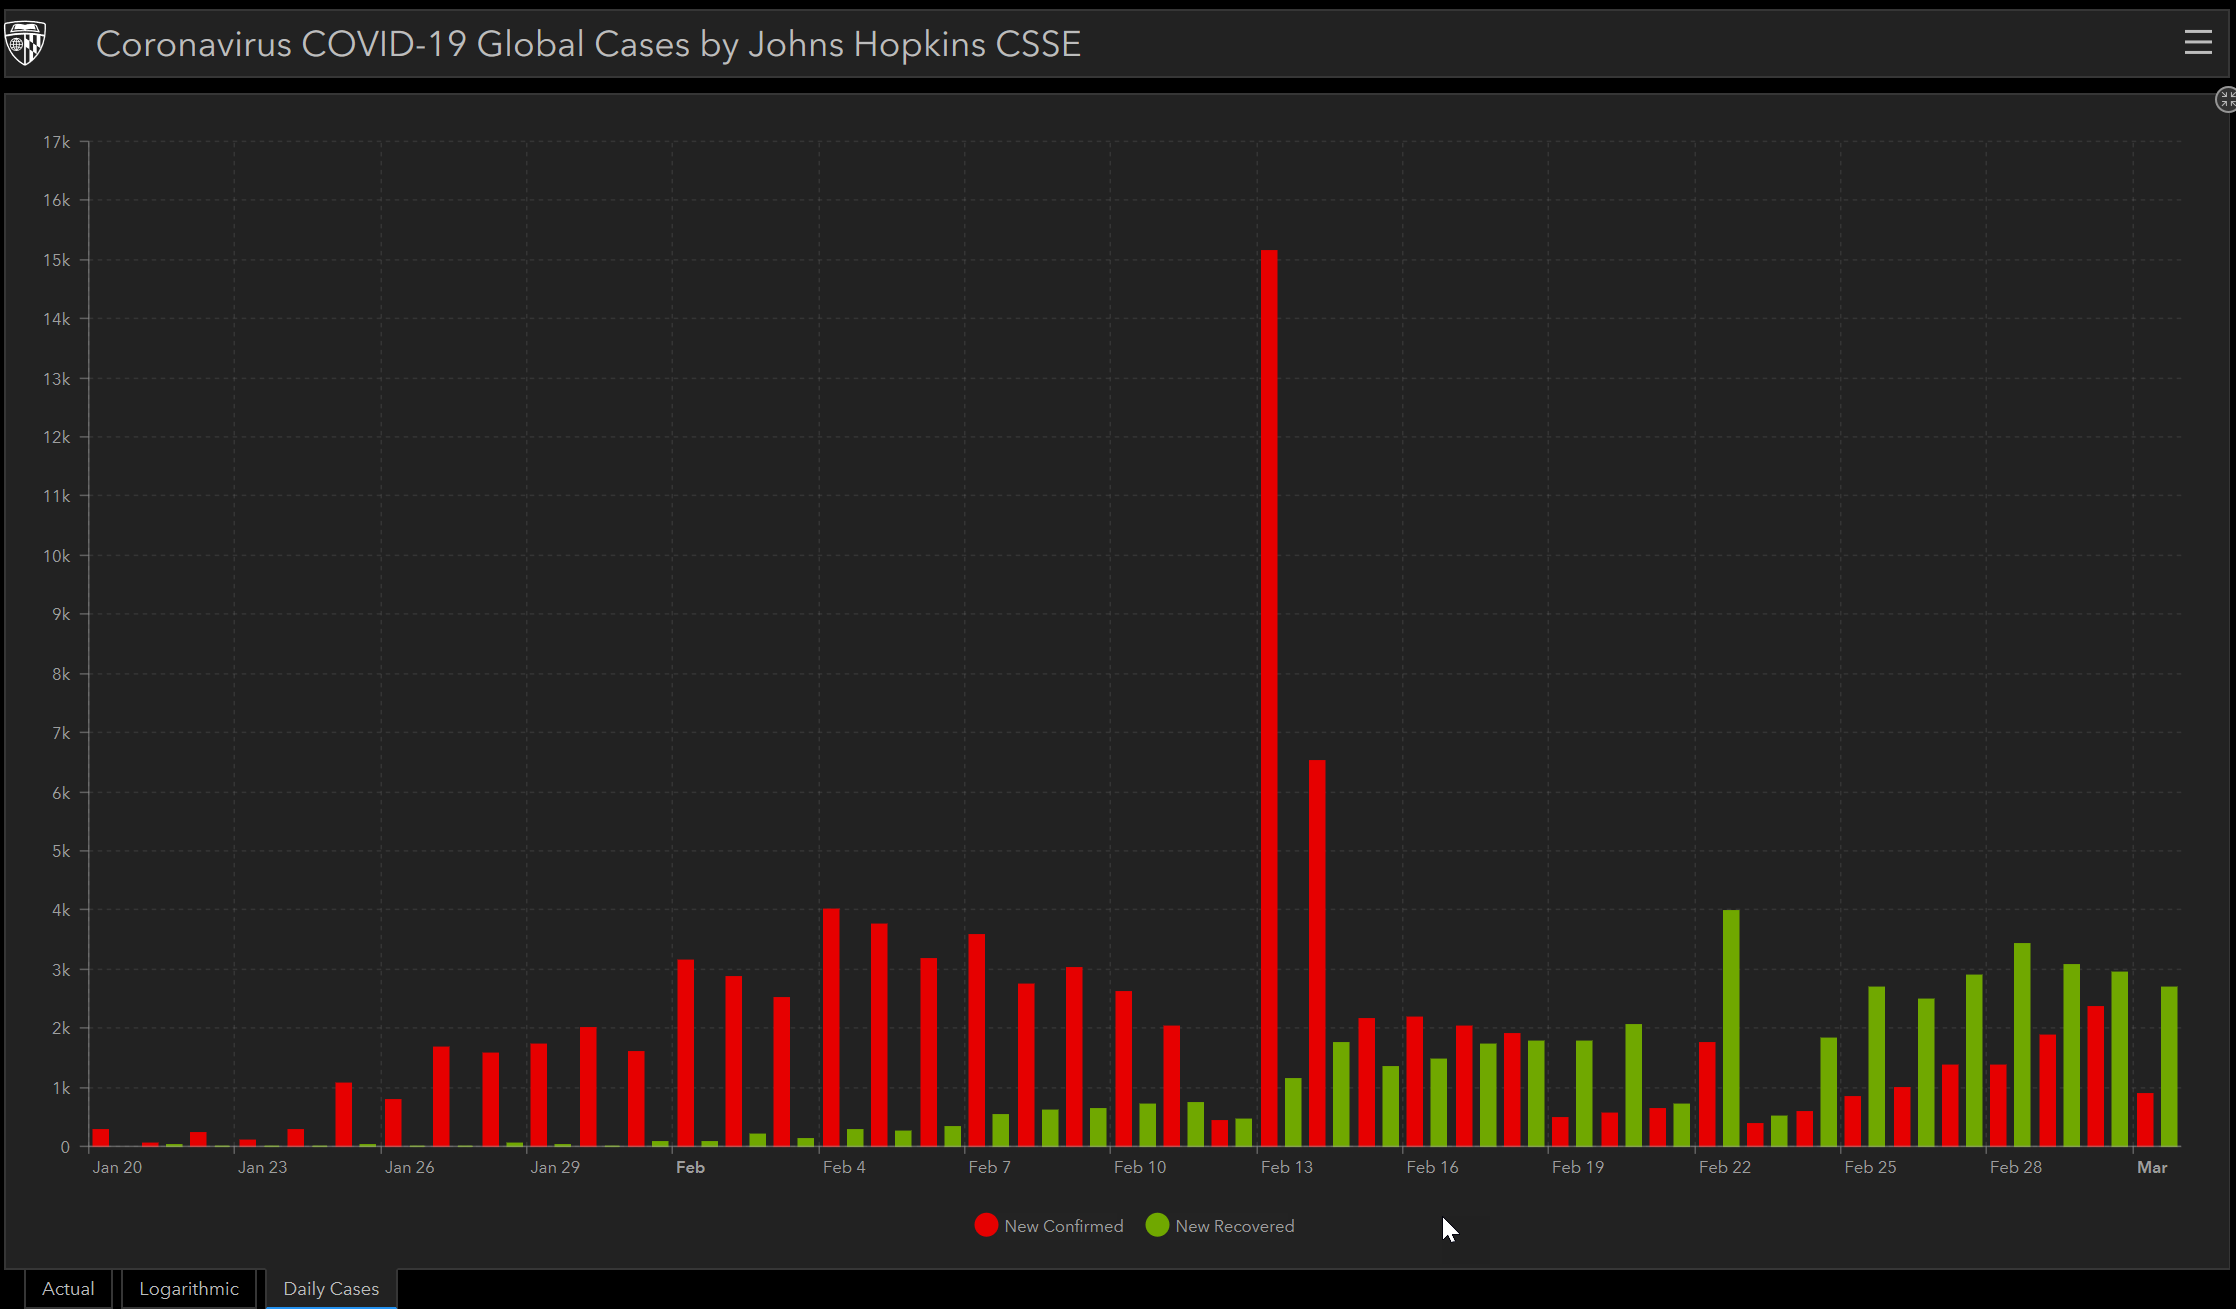 Coronavirus COVID-19 Global Cases by Johns Hopkins CSSE
17k
16k
15k
14k
13k
12k
11k
10k
9k
8k
7k
6k
5k
4k
3k
2k
1k
0
Jan 20 Jan 23 Jan 26 Jan 29 Feb Feb 4 Feb 7 Feb 10 Feb 13 Feb 16 Feb 19 Feb 22 Feb 25 Feb 28 Mar
New Confirmed New Recovered
Actual Logarithmic Daily Cases